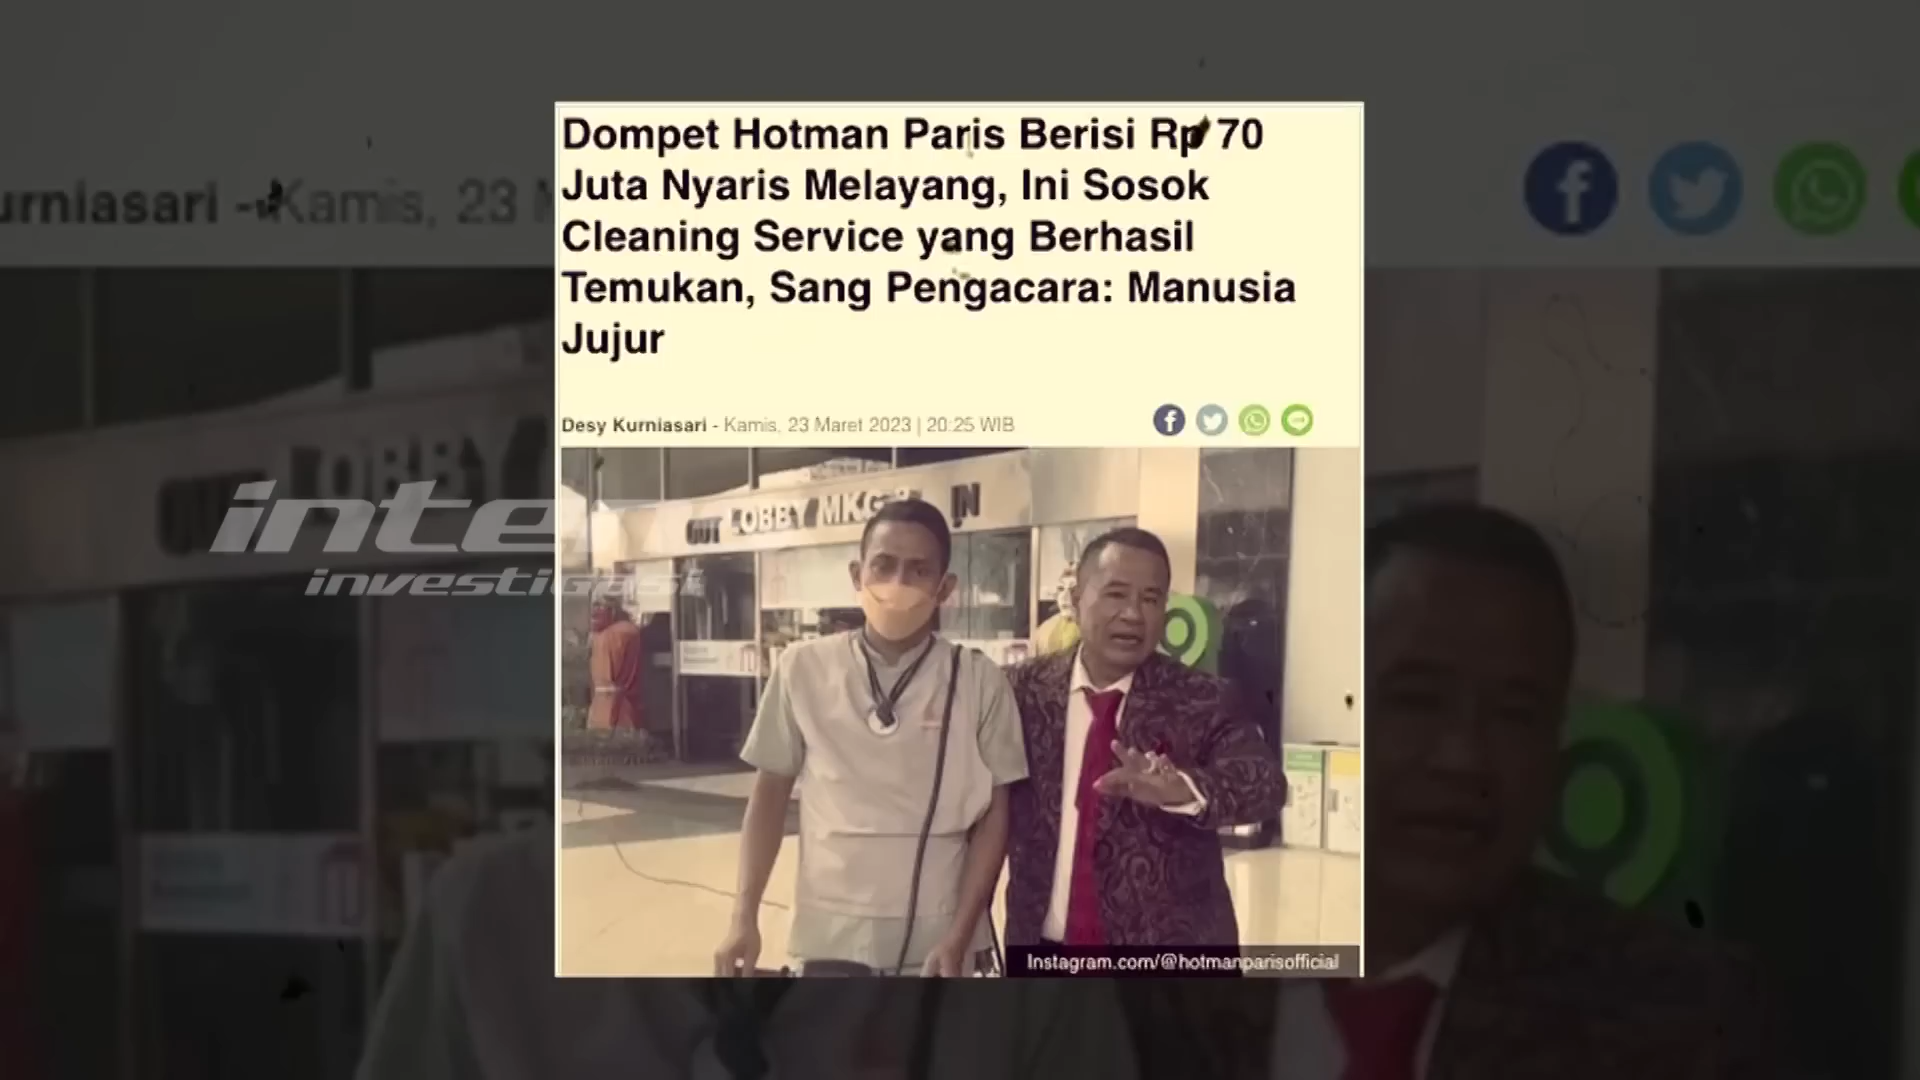 Dompet Hotman Paris Berisi Rp 70
Juta Nyaris Melayang, Ini Sosok
Cleaning Service yang Berhasil
Temukan, Sang Pengacara: Manusia
Jujur
Desy Kurniasari - Kamis, 23 Maret 2023 | 20:25 WIB
urniasari - Kamis, 23 M
OUT LOBBY MKG 3 IN
investigasi
Instagram.com/@hotmanparisofficial